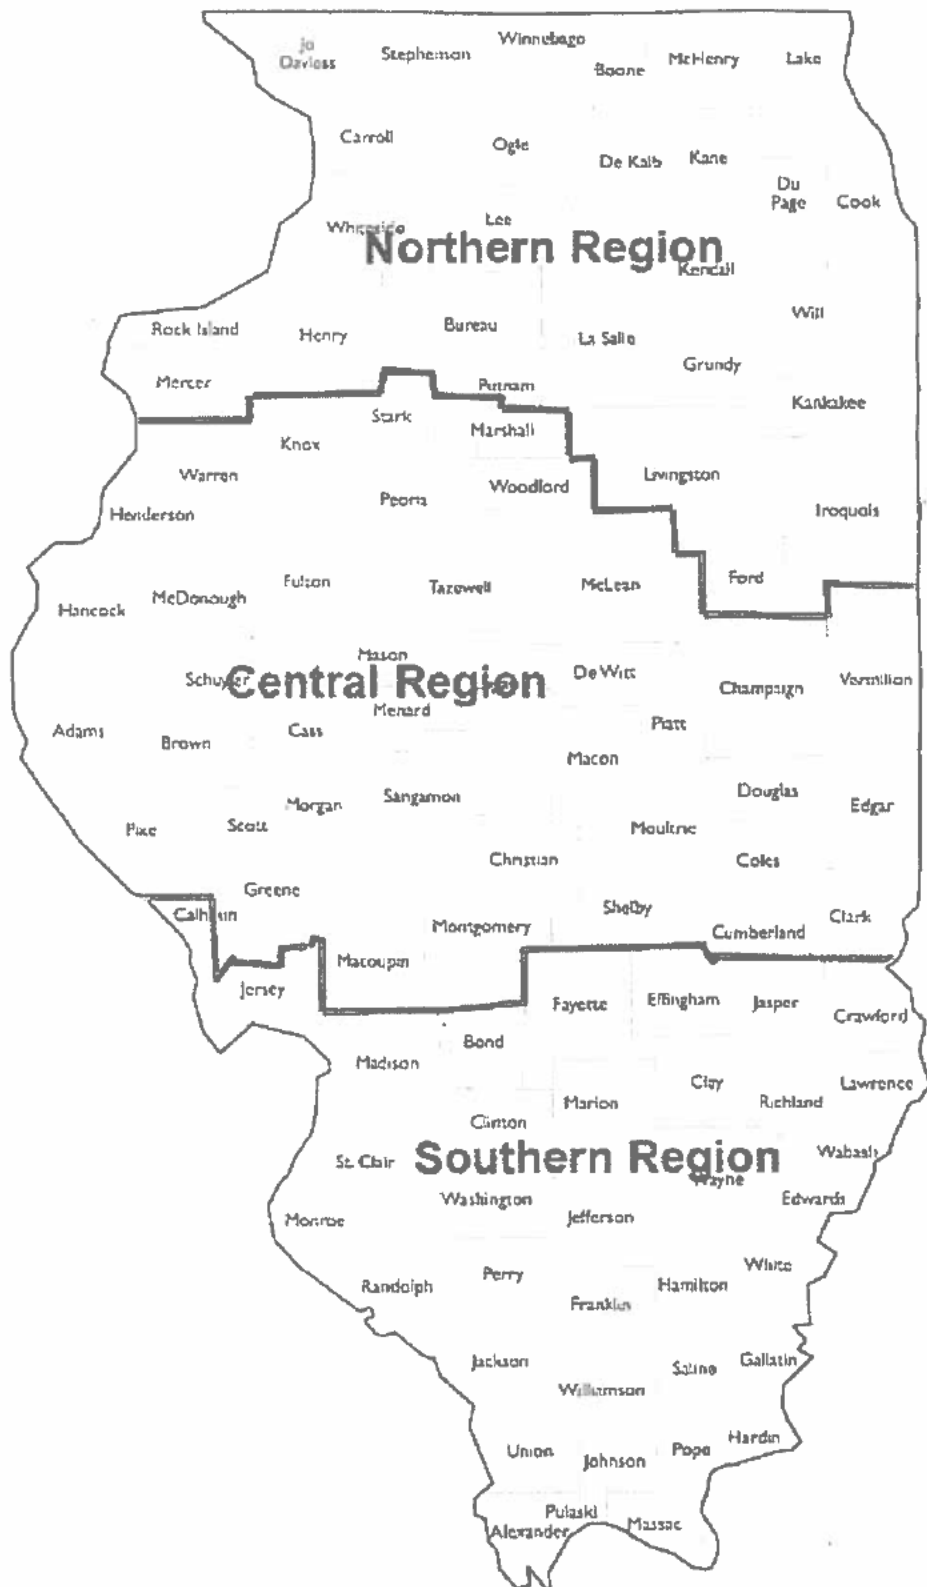 Jo
Daviess
Stephenson
Winnebago
Boone
McHenry
Lake
Carroll
Ogle
De Kalb
Kane
Du
Page
Cook
Whiteside
Lee
Northern Region
Kendall
Will
Rock Island
Henry
Bureau
La Salle
Grundy
Mercer
Putnam
Kankakee
Stark
Knox
Marshall
Warren
Peoria
Woodford
Livingston
Henderson
Iroquois
Hancock
McDonough
Fulton
Tazewell
McLean
Ford
Mason
Schuyler
Central Region
De Witt
Champaign
Vermilion
Menard
Adams
Brown
Cass
Piatt
Macon
Pike
Scott
Morgan
Sangamon
Douglas
Edgar
Moultrie
Christian
Coles
Greene
Calhoun
Shelby
Montgomery
Cumberland
Clark
Macoupin
Jersey
Fayette
Effingham
Jasper
Crawford
Madison
Bond
Clay
Lawrence
Marion
Richland
Clinton
St. Clair
Southern Region
Wabash
Wayne
Washington
Edwards
Monroe
Jefferson
Randolph
Perry
Hamilton
White
Franklin
Jackson
Saline
Gallatin
Williamson
Union
Johnson
Pope
Hardin
Pulaski
Alexander
Massac